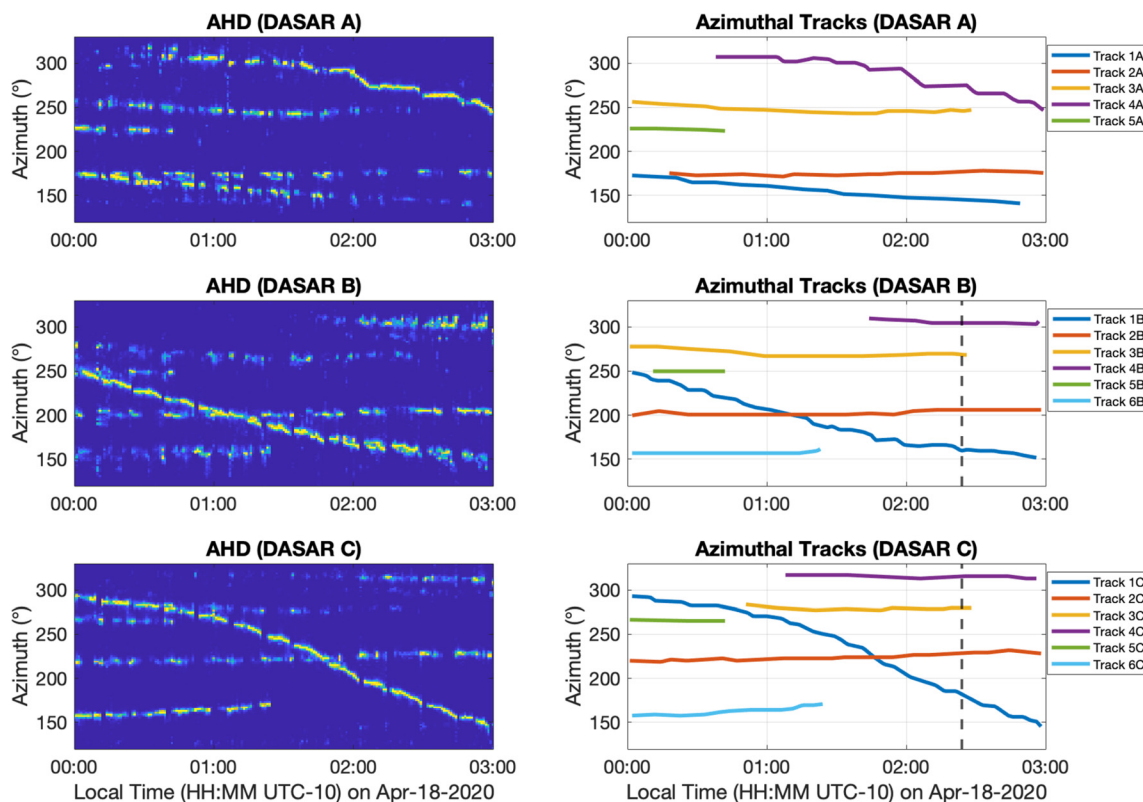 AHD (DASAR A)
Azimuth (°)
300
250
200
150
00:00 01:00 02:00 03:00
Azimuthal Tracks (DASAR A)
Azimuth (°)
300
250
200
150
00:00 01:00 02:00 03:00
Track 1A
Track 2A
Track 3A
Track 4A
Track 5A
AHD (DASAR B)
Azimuth (°)
300
250
200
150
00:00 01:00 02:00 03:00
Azimuthal Tracks (DASAR B)
Azimuth (°)
300
250
200
150
00:00 01:00 02:00 03:00
Track 1B
Track 2B
Track 3B
Track 4B
Track 5B
Track 6B
AHD (DASAR C)
Azimuth (°)
300
250
200
150
00:00 01:00 02:00 03:00
Local Time (HH:MM UTC-10) on Apr-18-2020
Azimuthal Tracks (DASAR C)
Azimuth (°)
300
250
200
150
00:00 01:00 02:00 03:00
Local Time (HH:MM UTC-10) on Apr-18-2020
Track 1C
Track 2C
Track 3C
Track 4C
Track 5C
Track 6C